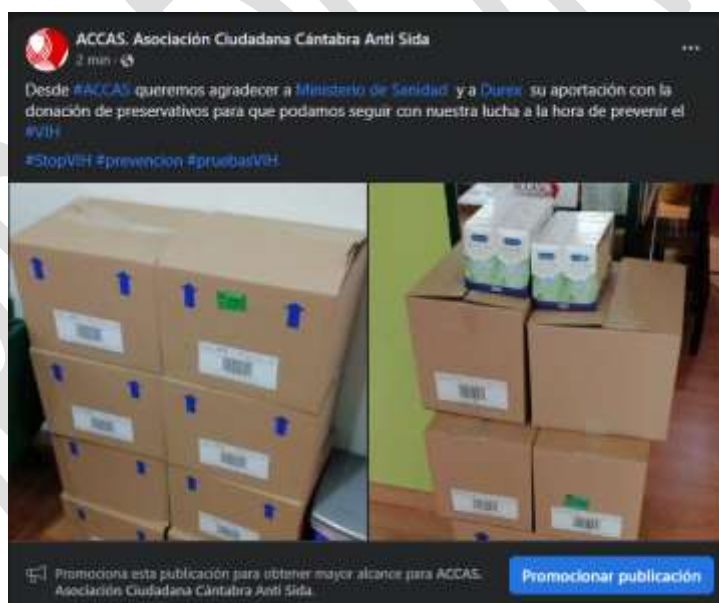 ACCAS. Asociación Ciudadana Cántabra Anti Sida
2 min ·
Desde #ACCAS queremos agradecer a Ministerio de Sanidad y a Durex su aportación con la
donación de preservativos para que podamos seguir con nuestra lucha a la hora de prevenir el
#VIH
#StopVIH #prevencion #pruebasVIH
Promociona esta publicación para obtener mayor alcance para ACCAS.
Asociación Ciudadana Cántabra Anti Sida.
Promocionar publicación